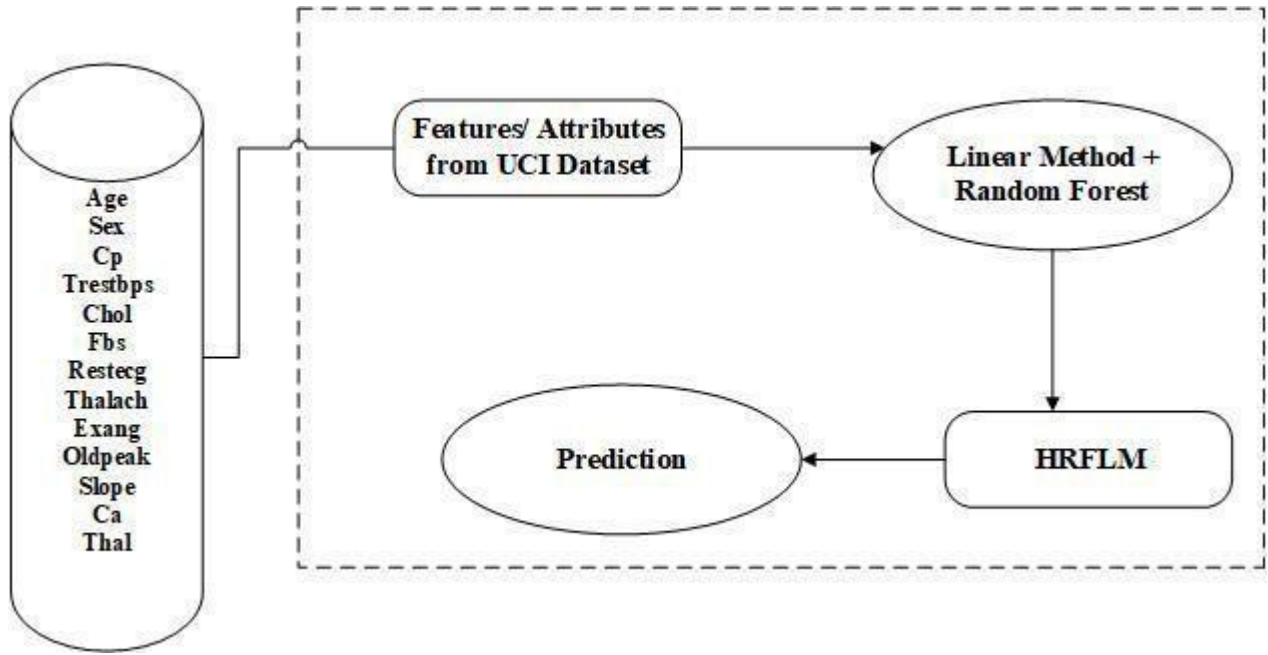 Age
Sex
Cp
Trestbps
Chol
Fbs
Restecg
Thalach
Exang
Oldpeak
Slope
Ca
Thal
Features/ Attributes
from UCI Dataset
Linear Method +
Random Forest
HRFLM
Prediction